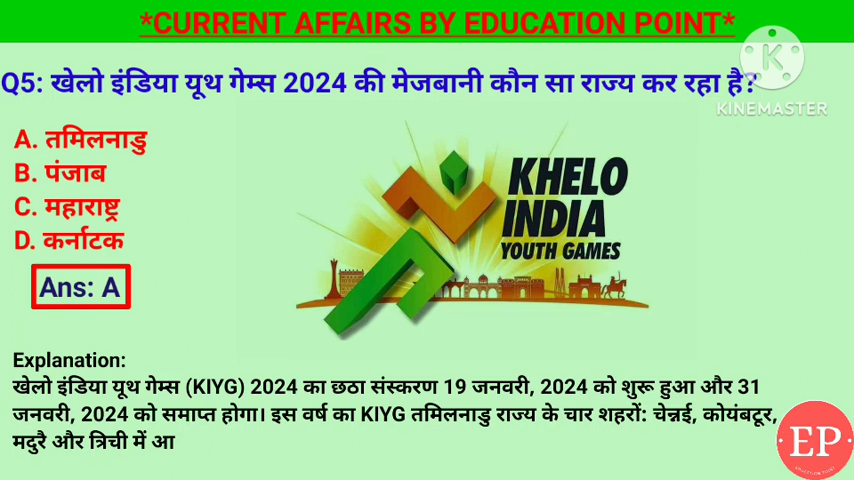 *CURRENT AFFAIRS BY EDUCATION POINT*
Q5: खेलो इंडिया यूथ गेम्स 2024 की मेजबानी कौन सा राज्य कर रहा है?
KINEMASTER
A. तमिलनाडु
B. पंजाब
C. महाराष्ट्र
D. कर्नाटक
Ans: A
KHELO
INDIA
YOUTH GAMES
Explanation:
खेलो इंडिया यूथ गेम्स (KIYG) 2024 का छठा संस्करण 19 जनवरी, 2024 को शुरू हुआ और 31
जनवरी, 2024 को समाप्त होगा। इस वर्ष का KIYG तमिलनाडु राज्य के चार शहरों: चेन्नई, कोयंबटूर,
मदुरै और त्रिची में आ
EP